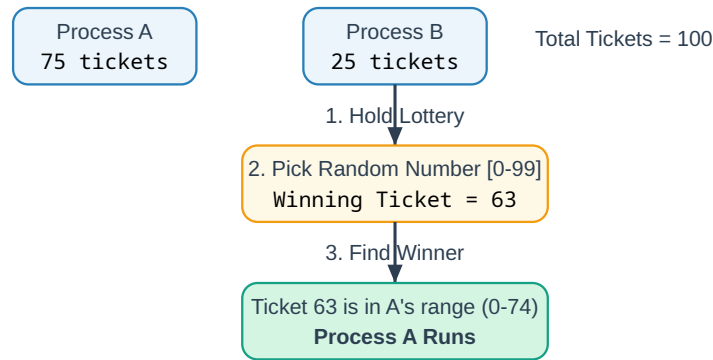 Process A
75 tickets
Process B
25 tickets
Total Tickets = 100
1. Hold Lottery
2. Pick Random Number [0-99]
Winning Ticket = 63
3. Find Winner
Ticket 63 is in A's range (0-74)
Process A Runs